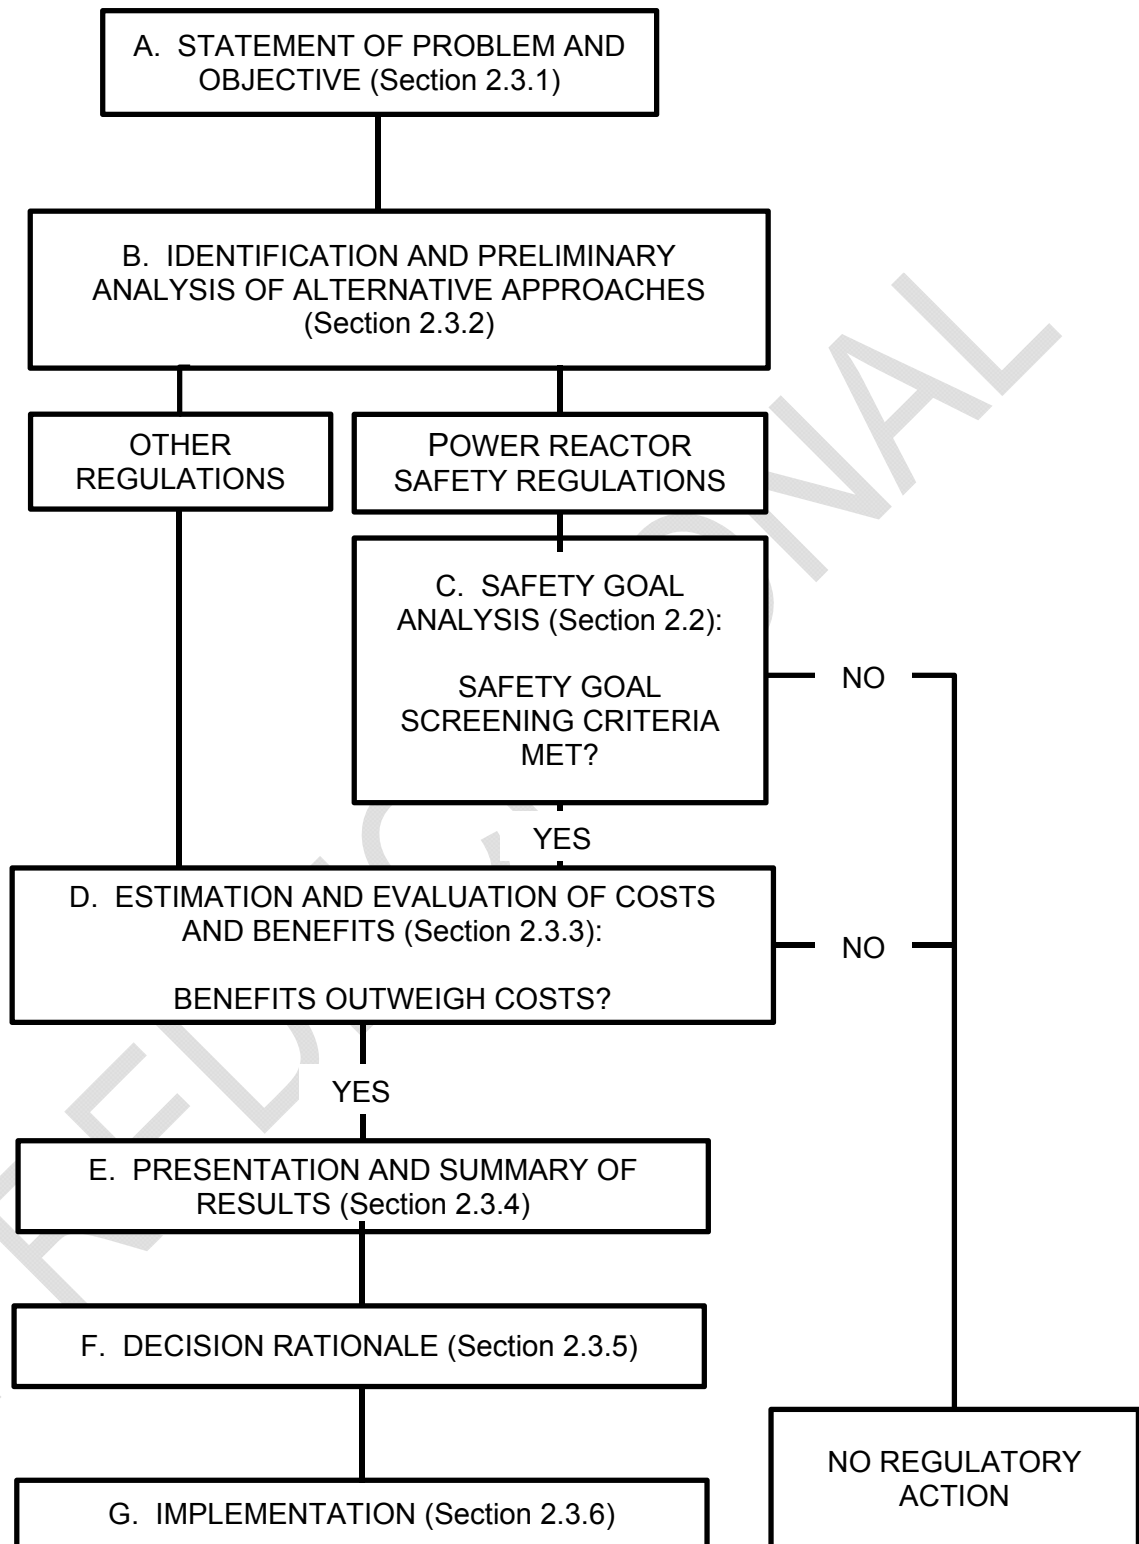 A. STATEMENT OF PROBLEM AND
OBJECTIVE (Section 2.3.1)
B. IDENTIFICATION AND PRELIMINARY
ANALYSIS OF ALTERNATIVE APPROACHES
(Section 2.3.2)
OTHER
REGULATIONS
POWER REACTOR
SAFETY REGULATIONS
C. SAFETY GOAL
ANALYSIS (Section 2.2):
SAFETY GOAL
SCREENING CRITERIA
MET?
NO
YES
D. ESTIMATION AND EVALUATION OF COSTS
AND BENEFITS (Section 2.3.3):
BENEFITS OUTWEIGH COSTS?
NO
YES
E. PRESENTATION AND SUMMARY OF
RESULTS (Section 2.3.4)
F. DECISION RATIONALE (Section 2.3.5)
G. IMPLEMENTATION (Section 2.3.6)
NO REGULATORY
ACTION